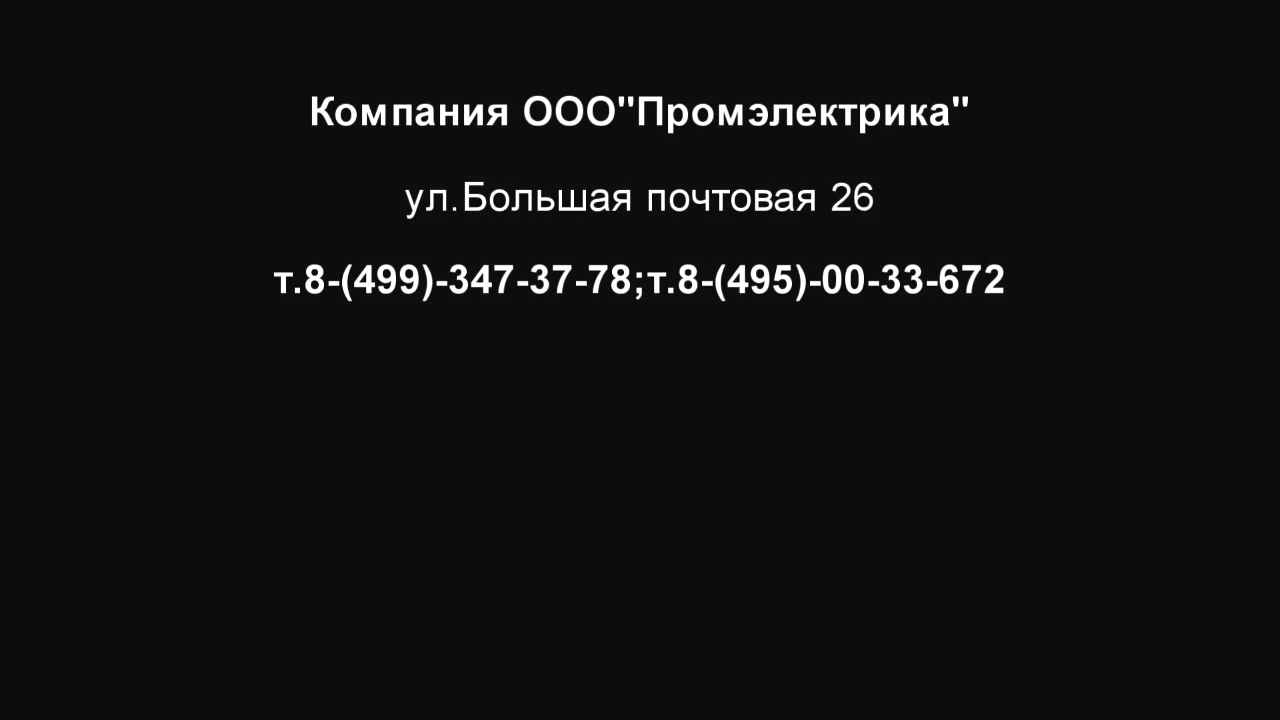 Компания ООО"Промэлектрика"
ул.Большая почтовая 26
т.8-(499)-347-37-78;т.8-(495)-00-33-672